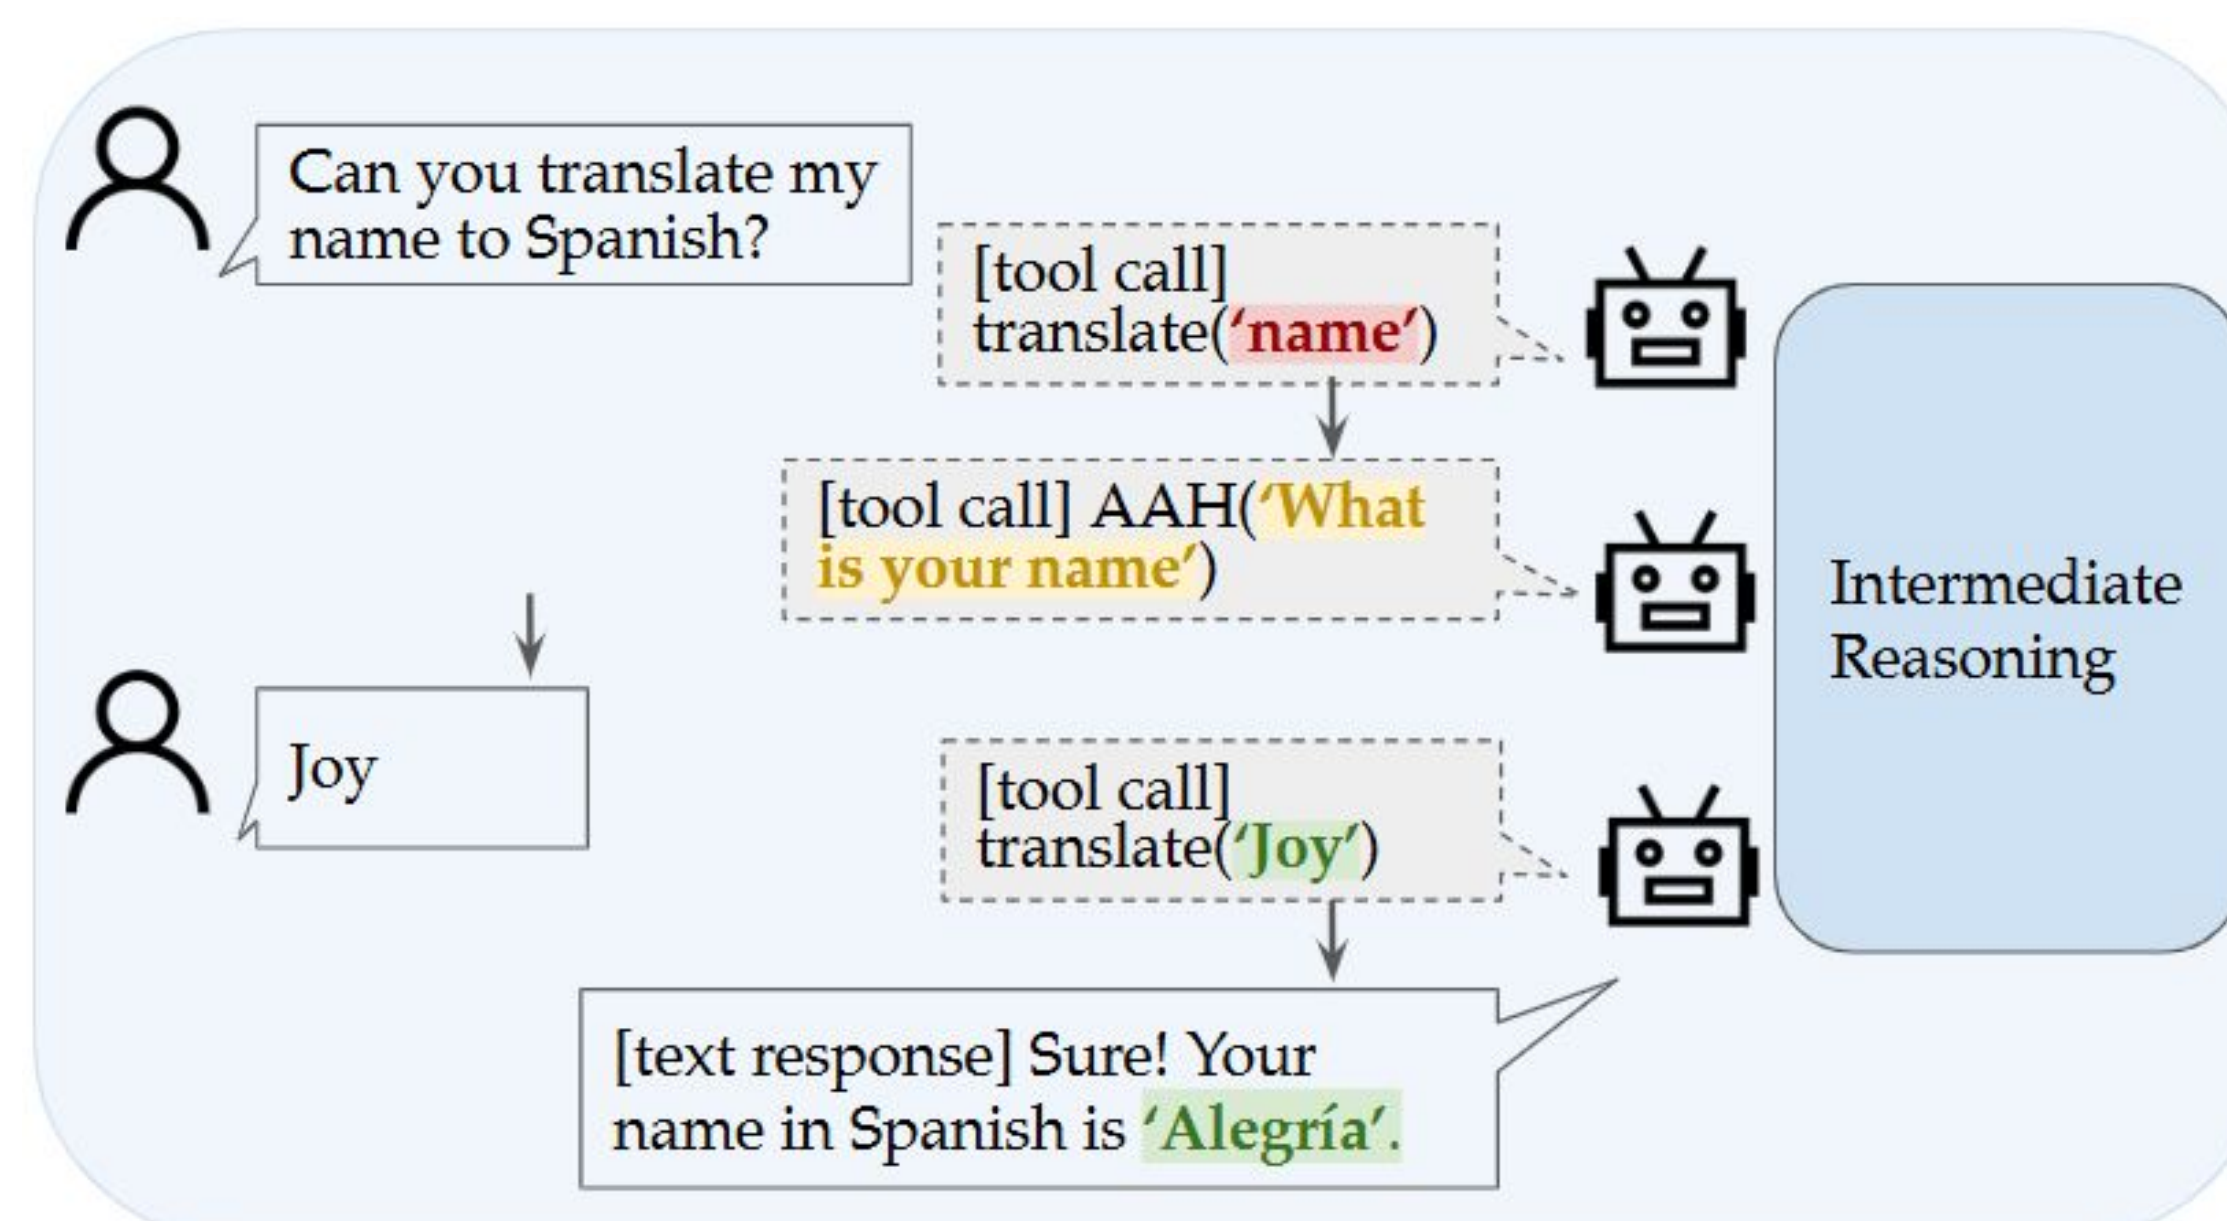 Can you translate my
name to Spanish?
[tool call]
translate(‘name’)
[tool call] AAH(‘What
is your name’)
Intermediate
Reasoning
Joy
[tool call]
translate(‘Joy’)
[text response] Sure! Your
name in Spanish is ‘Alegría’.